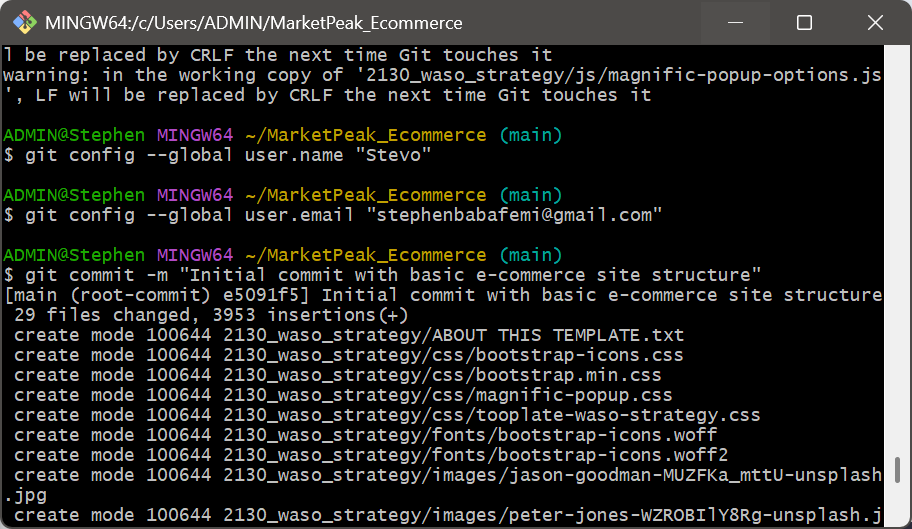 MINGW64:/c/Users/ADMIN/MarketPeak_Ecommerce
l be replaced by CRLF the next time Git touches it
warning: in the working copy of '2130_waso_strategy/js/magnific-popup-options.js
', LF will be replaced by CRLF the next time Git touches it
ADMIN@Stephen MINGW64 ~/MarketPeak_Ecommerce (main)
$ git config --global user.name "Stevo"
ADMIN@Stephen MINGW64 ~/MarketPeak_Ecommerce (main)
$ git config --global user.email "stephenbabafemi@gmail.com"
ADMIN@Stephen MINGW64 ~/MarketPeak_Ecommerce (main)
$ git commit -m "Initial commit with basic e-commerce site structure"
[main (root-commit) e5091f5] Initial commit with basic e-commerce site structure
29 files changed, 3953 insertions(+)
create mode 100644 2130_waso_strategy/ABOUT THIS TEMPLATE.txt
create mode 100644 2130_waso_strategy/css/bootstrap-icons.css
create mode 100644 2130_waso_strategy/css/bootstrap.min.css
create mode 100644 2130_waso_strategy/css/magnific-popup.css
create mode 100644 2130_waso_strategy/css/tooplate-waso-strategy.css
create mode 100644 2130_waso_strategy/fonts/bootstrap-icons.woff
create mode 100644 2130_waso_strategy/fonts/bootstrap-icons.woff2
create mode 100644 2130_waso_strategy/images/jason-goodman-MUZFKa_mttU-unsplash
.jpg
create mode 100644 2130_waso_strategy/images/peter-jones-WZROBIlY8Rg-unsplash.j